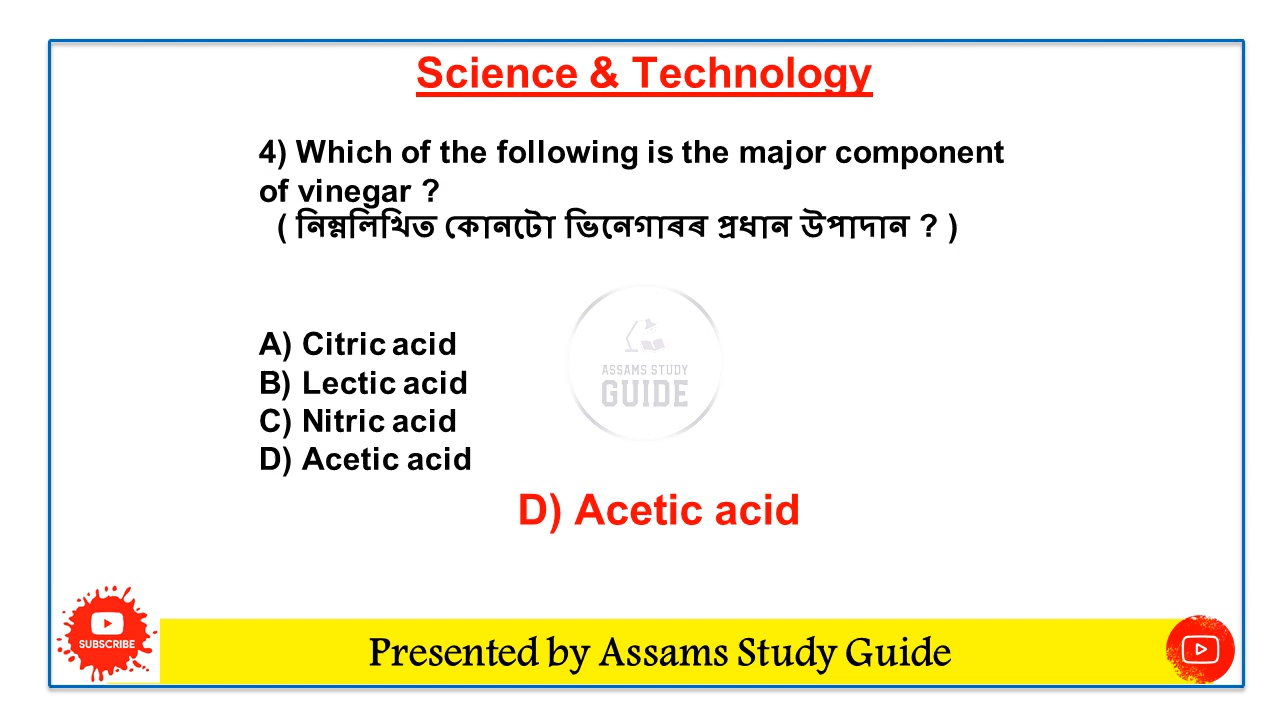 Science & Technology
4) Which of the following is the major component
of vinegar ?
( নিম্নলিখিত কোনটো ভিনেগাৰৰ প্ৰধান উপাদান ? )
A) Citric acid
B) Lectic acid
C) Nitric acid
D) Acetic acid
ASSAMS STUDY
GUIDE
D) Acetic acid
SUBSCRIBE
Presented by Assams Study Guide